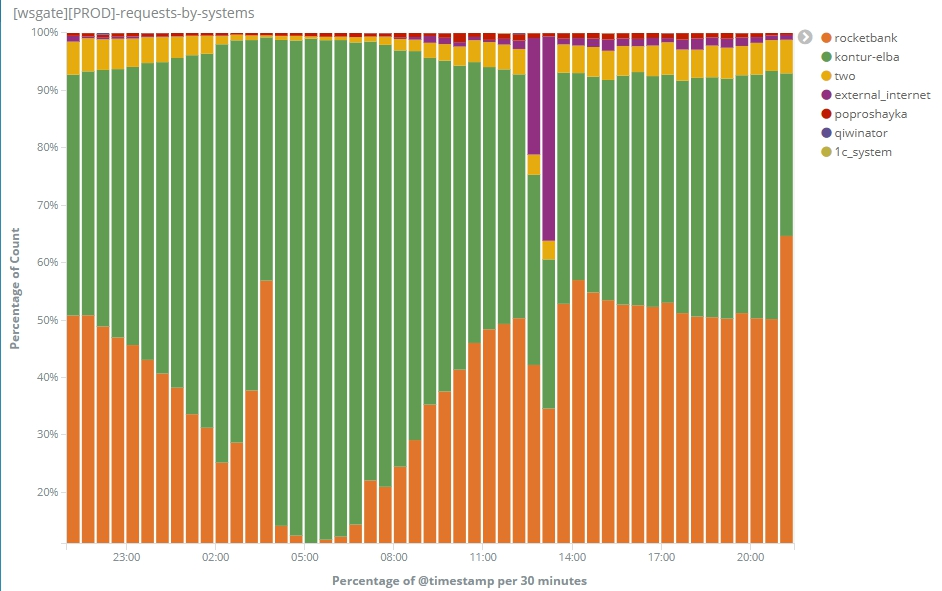 [wsgate][PROD]-requests-by-systems
100%
90%
80%
70%
60%
50%
40%
30%
20%
Percentage of Count
23:00
02:00
05:00
08:00
11:00
14:00
17:00
20:00
Percentage of @timestamp per 30 minutes
rocketbank
kontur-elba
two
external_internet
poproshayka
qiwinator
1c_system